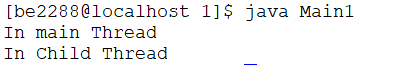 [be2288@localhost 1]$ java Main1
In main Thread
In Child Thread